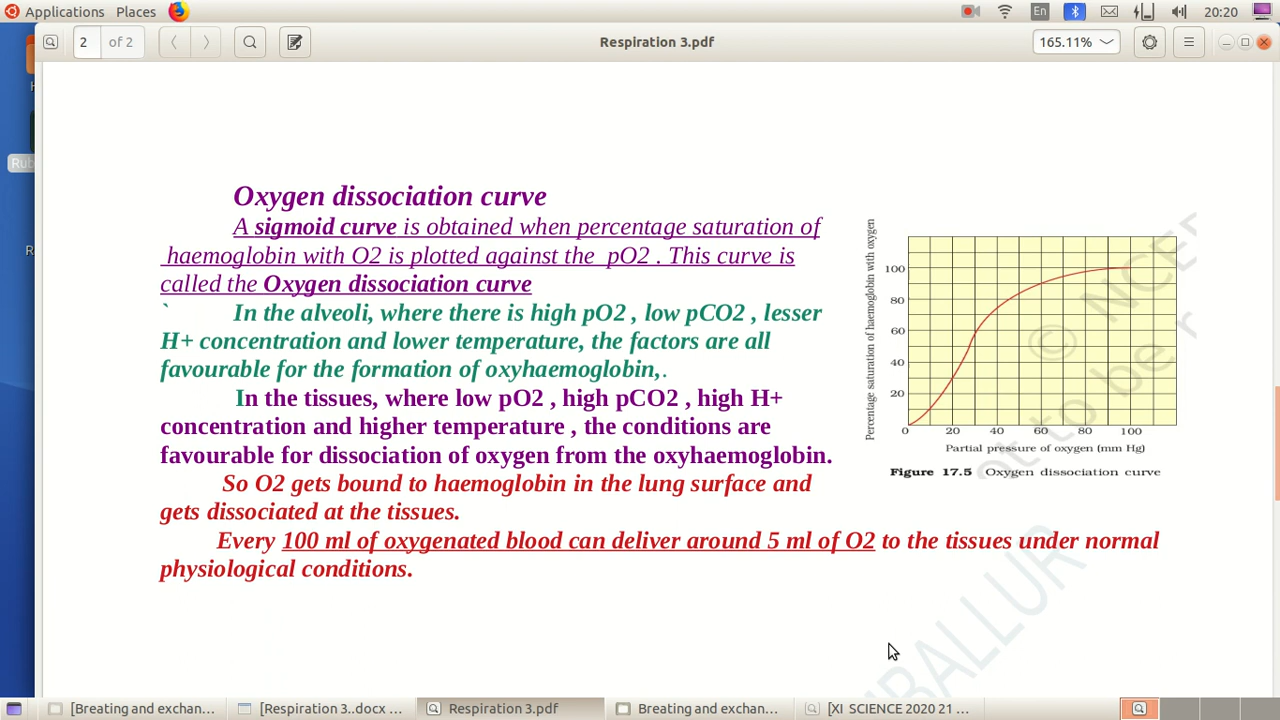 Applications Places En 20:20
2 of 2 Respiration 3.pdf 165.11%
Oxygen dissociation curve
A sigmoid curve is obtained when percentage saturation of
haemoglobin with O2 is plotted against the pO2 . This curve is
called the Oxygen dissociation curve
` In the alveoli, where there is high pO2 , low pCO2 , lesser
H+ concentration and lower temperature, the factors are all
favourable for the formation of oxyhaemoglobin,.
In the tissues, where low pO2 , high pCO2 , high H+
concentration and higher temperature , the conditions are
favourable for dissociation of oxygen from the oxyhaemoglobin.
So O2 gets bound to haemoglobin in the lung surface and
gets dissociated at the tissues.
Every 100 ml of oxygenated blood can deliver around 5 ml of O2 to the tissues under normal
physiological conditions.
Percentage saturation of haemoglobin with oxygen
100
80
60
40
20
0 20 40 60 80 100
Partial pressure of oxygen (mm Hg)
Figure 17.5 Oxygen dissociation curve
© NCE
not to be r
BALLUR
[Breating and exchan... [Respiration 3..docx ... Respiration 3.pdf Breating and exchan... [XI SCIENCE 2020 21 ...